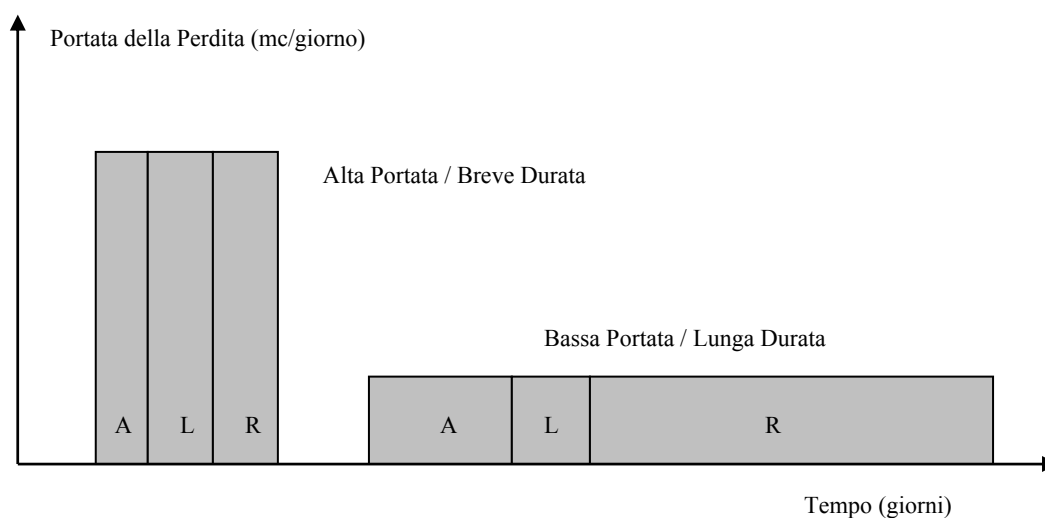 Portata della Perdita (mc/giorno)
Alta Portata / Breve Durata
Bassa Portata / Lunga Durata
A L R A L R
Tempo (giorni)